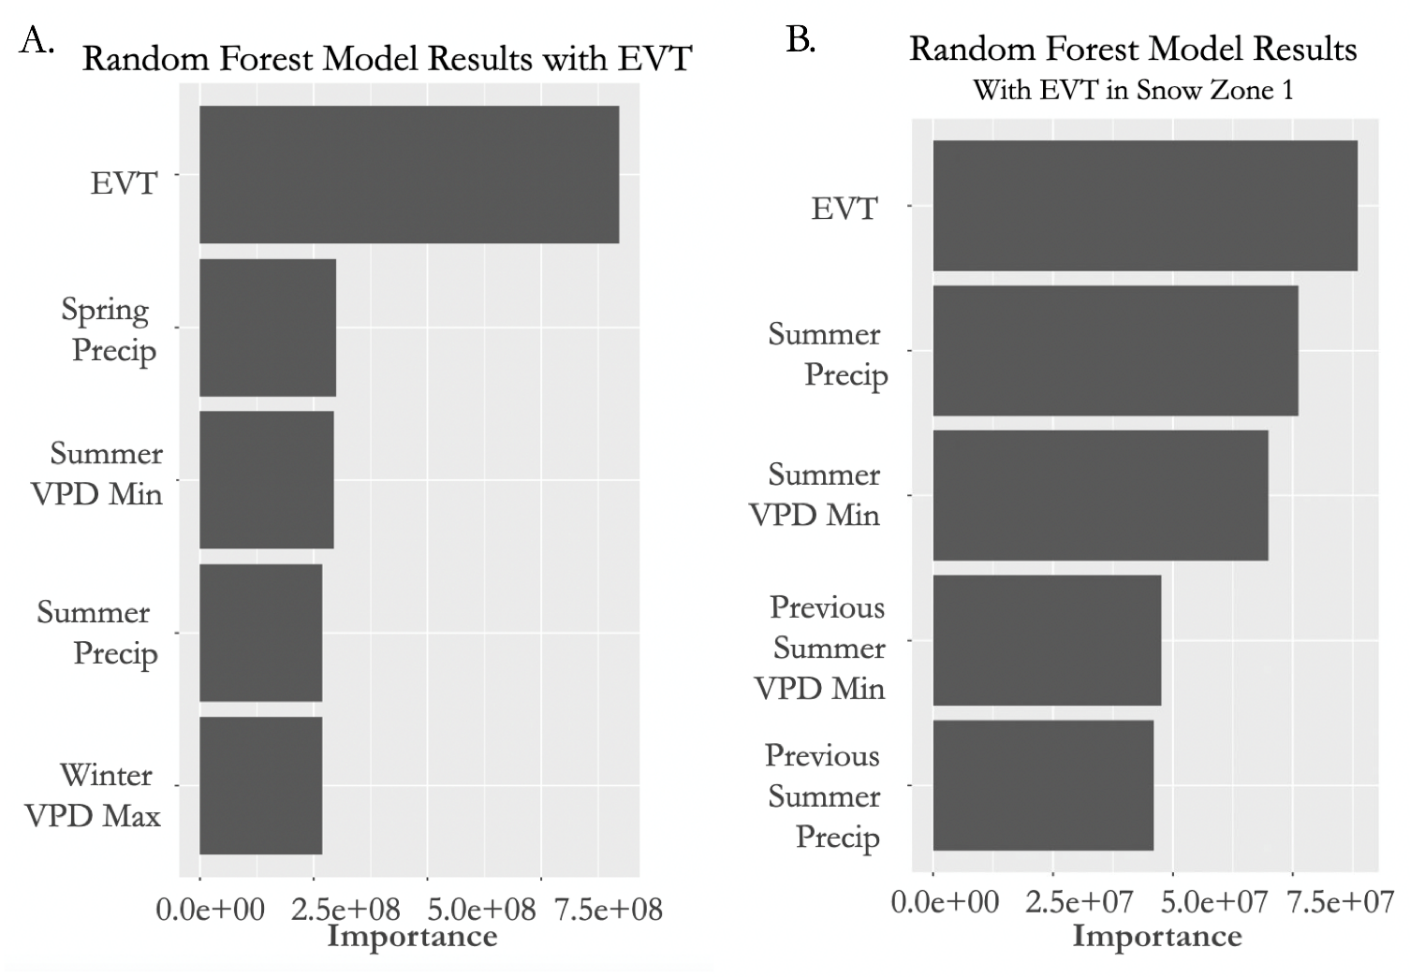 A.
Random Forest Model Results with EVT
EVT
Spring
Precip
Summer
VPD Min
Summer
Precip
Winter
VPD Max
0.0e+00 2.5e+08 5.0e+08 7.5e+08
Importance
B.
Random Forest Model Results
With EVT in Snow Zone 1
EVT
Summer
Precip
Summer
VPD Min
Previous
Summer
VPD Min
Previous
Summer
Precip
0.0e+00 2.5e+07 5.0e+07 7.5e+07
Importance